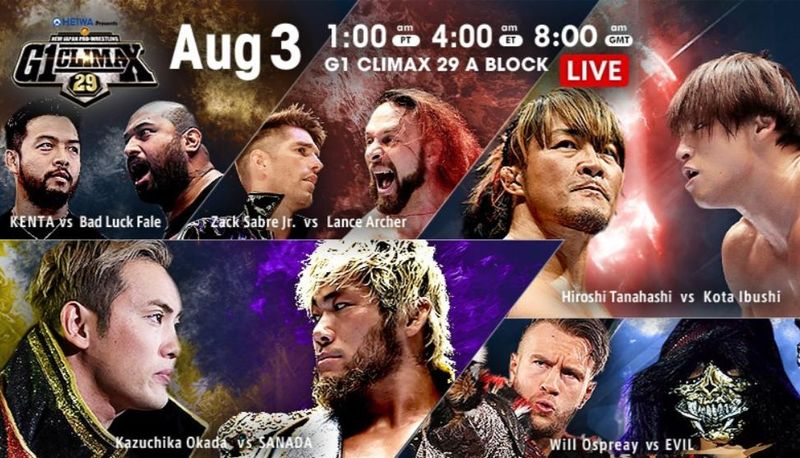 HEIWA Presents
NEW JAPAN PRO-WRESTLING
G1 CLIMAX
29
Aug 3
1:00 am PT 4:00 am ET 8:00 am GMT
G1 CLIMAX 29 A BLOCK LIVE
KENTA vs Bad Luck Fale
Zack Sabre Jr. vs Lance Archer
Hiroshi Tanahashi vs Kota Ibushi
Kazuchika Okada vs SANADA
Will Ospreay vs EVIL